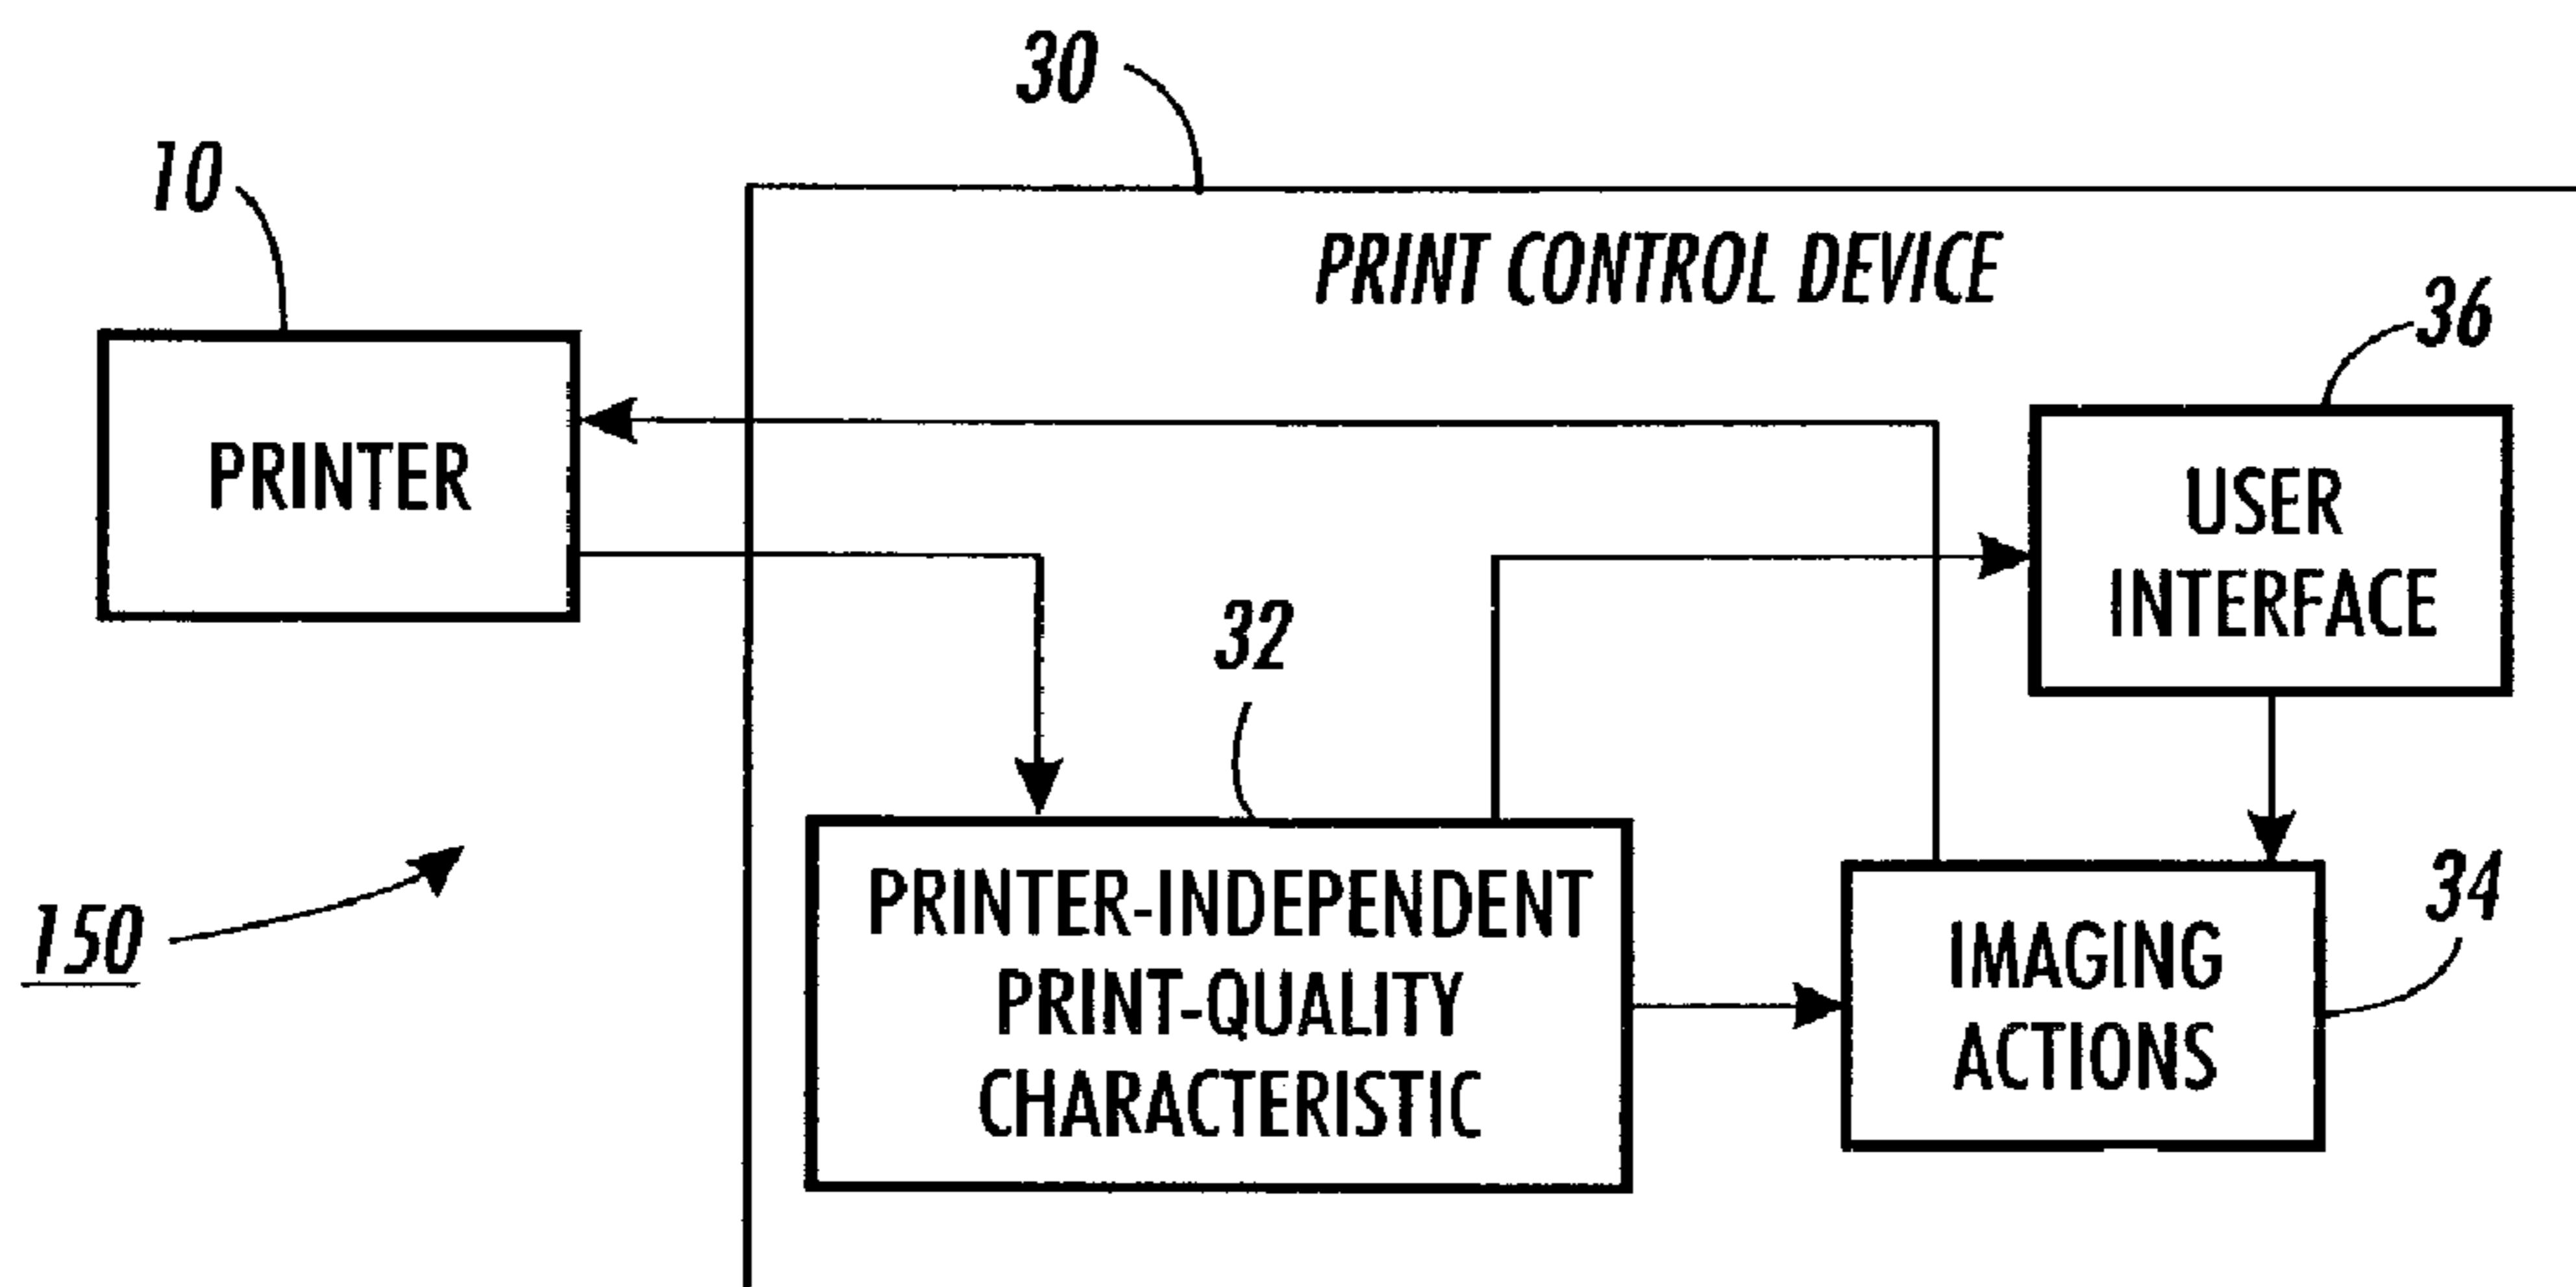 30
10
PRINT CONTROL DEVICE
36
PRINTER
USER
INTERFACE
32
150
PRINTER-INDEPENDENT
PRINT-QUALITY
CHARACTERISTIC
34
IMAGING
ACTIONS